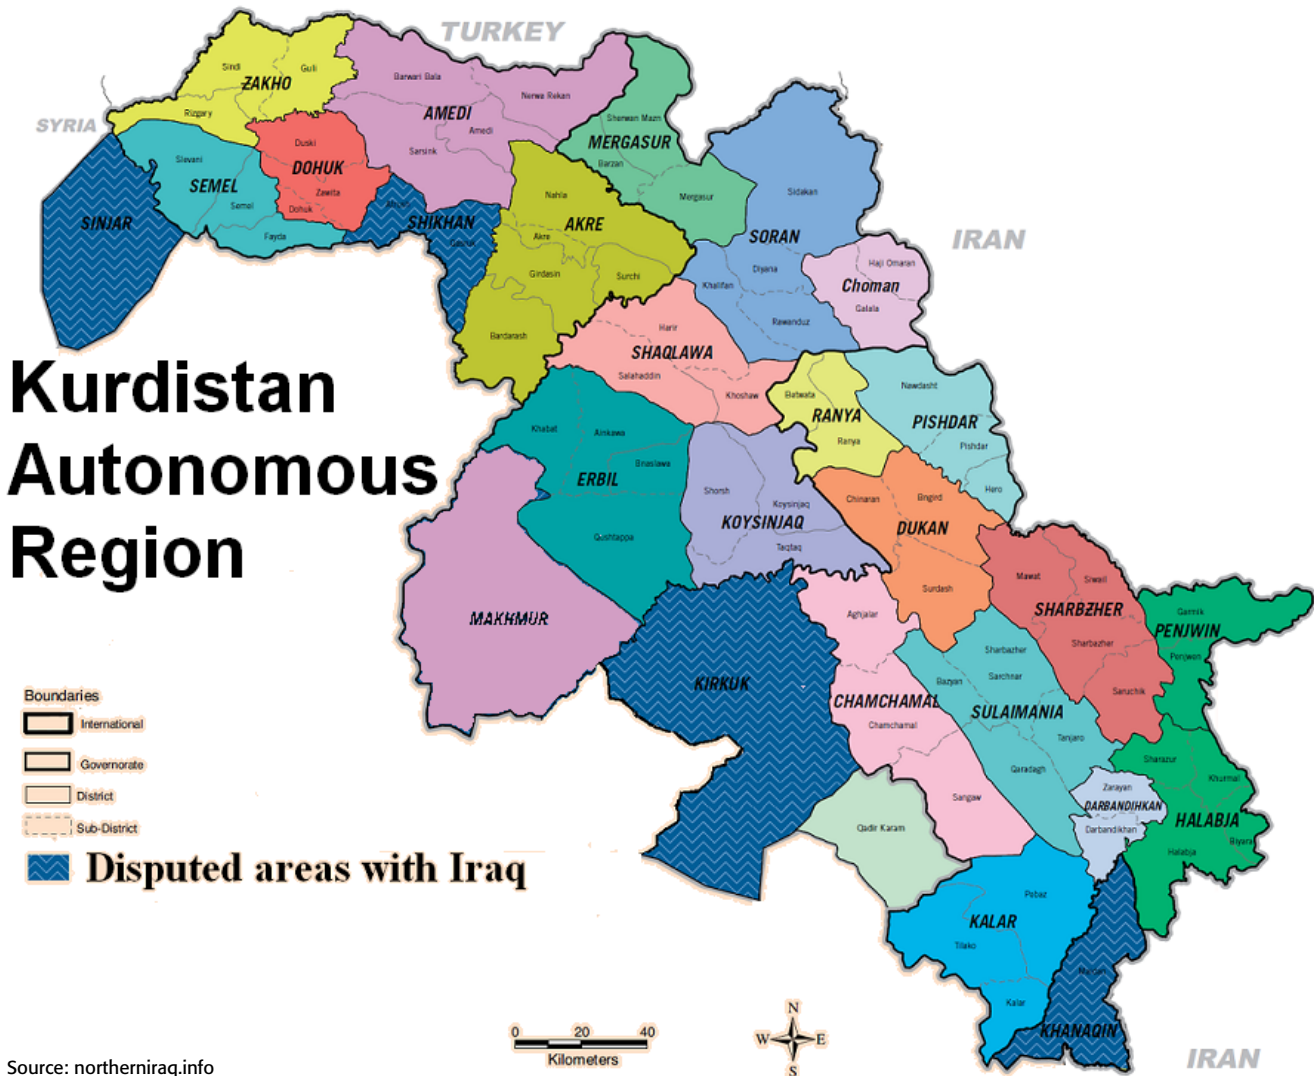 TURKEY
SYRIA
IRAN
Sindi
Guli
ZAKHO
Rizgary
Barwari Bala
Nerwa Rekan
AMEDI
Amedi
Sarsink
Sherwan Mazn
MERGASUR
Barzan
Mergasur
Duski
DOHUK
Zawita
Dohuk
Slevani
SEMEL
Semel
Fayda
SINJAR
SHIKHAN
Nahla
AKRE
Akre
Girdasin
Surchi
Bardarash
Sidakan
SORAN
Diyana
Khalifan
Rawanduz
Haji Omaran
Choman
Galala
Harir
SHAQLAWA
Salahaddin
Khoshaw
Batwata
RANYA
Ranya
Nawdasht
PISHDAR
Pishdar
Hero
Kurdistan
Autonomous
Region
Khabat
Ainkawa
Bnaslawa
ERBIL
Qushtappa
Shorsh
Koysinjaq
KOYSINJAQ
Taqtaq
Chinaran
Bngird
DUKAN
Surdash
MAKHMUR
KIRKUK
Mawat
Siwail
SHARBZHER
Sharbazher
Saruchik
Garmik
PENJWIN
Penjwen
Aghjalar
CHAMCHAMAL
Chamchamal
Sangaw
Sharbazher
Bazyan
Sarchnar
SULAIMANIA
Tanjaro
Qaradagh
Zarayan
DARBANDIHKAN
Darbandikhan
Sharazur
Khurmal
HALABJA
Halabja
Biyara
Qadir Karam
Pebaz
KALAR
Tilako
Kalar
Maidan
KHANAQIN
Boundaries
International
Governorate
District
Sub-District
Disputed areas with Iraq
0 20 40
Kilometers
N
W E
S
IRAN
Source: northerniraq.info